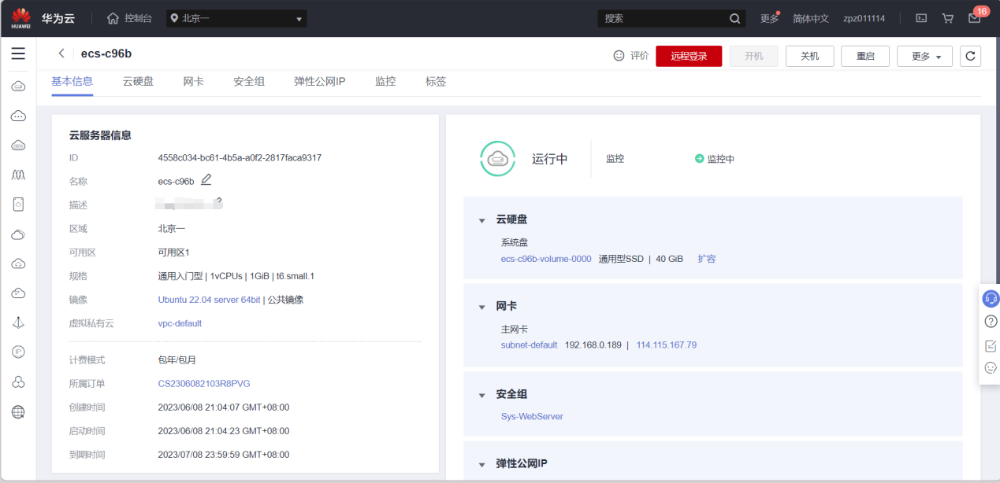 HUAWEI 华为云 控制台 北京一 搜索 更多 简体中文 zpz011114 16
ecs-c96b 评价 远程登录 开机 关机 重启 更多
基本信息 云硬盘 网卡 安全组 弹性公网IP 监控 标签
云服务器信息
ID 4558c034-bc61-4b5a-a0f2-2817faca9317
名称 ecs-c96b
描述
区域 北京一
可用区 可用区1
规格 通用入门型 | 1vCPUs | 1GiB | t6.small.1
镜像 Ubuntu 22.04 server 64bit | 公共镜像
虚拟私有云 vpc-default
计费模式 包年/包月
所属订单 CS2306082103R8PVG
创建时间 2023/06/08 21:04:07 GMT+08:00
启动时间 2023/06/08 21:04:23 GMT+08:00
到期时间 2023/07/08 23:59:59 GMT+08:00
运行中 监控 监控中
云硬盘
系统盘
ecs-c96b-volume-0000 通用型SSD | 40 GiB 扩容
网卡
主网卡
subnet-default 192.168.0.189 | 114.115.167.79
安全组
Sys-WebServer
弹性公网IP